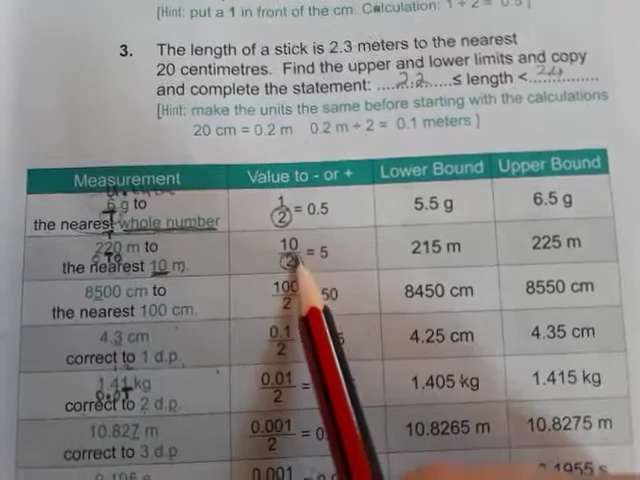 [Hint: put a 1 in front of the cm. Calculation: 1 ÷ 2 = 0.5]
3. The length of a stick is 2.3 meters to the nearest
20 centimetres. Find the upper and lower limits and copy
and complete the statement: ....2.2.....≤ length <..2.4............
[Hint: make the units the same before starting with the calculations
20 cm = 0.2 m 0.2 m ÷ 2 = 0.1 meters ]
Measurement Value to - or + Lower Bound Upper Bound
6 g to
the nearest whole number 1/2 = 0.5 5.5 g 6.5 g
220 m to
the nearest 10 m. 10/2 = 5 215 m 225 m
8500 cm to
the nearest 100 cm. 100/2 50 8450 cm 8550 cm
4.3 cm
correct to 1 d.p. 0.1/2 4.25 cm 4.35 cm
1.41 kg
correct to 2 d.p. 0.01/2 = 1.405 kg 1.415 kg
10.827 m
correct to 3 d.p. 0.001/2 = 0. 10.8265 m 10.8275 m
0.001 1955 s